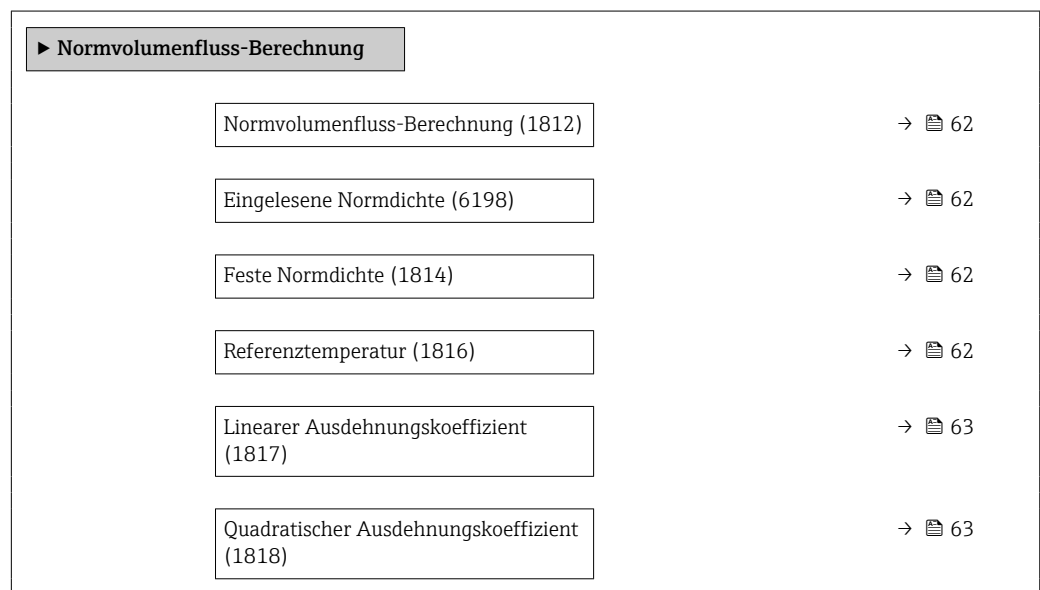 ▶ Normvolumenfluss-Berechnung
Normvolumenfluss-Berechnung (1812) → 62
Eingelesene Normdichte (6198) → 62
Feste Normdichte (1814) → 62
Referenztemperatur (1816) → 62
Linearer Ausdehnungskoeffizient → 63
(1817)
Quadratischer Ausdehnungskoeffizient → 63
(1818)